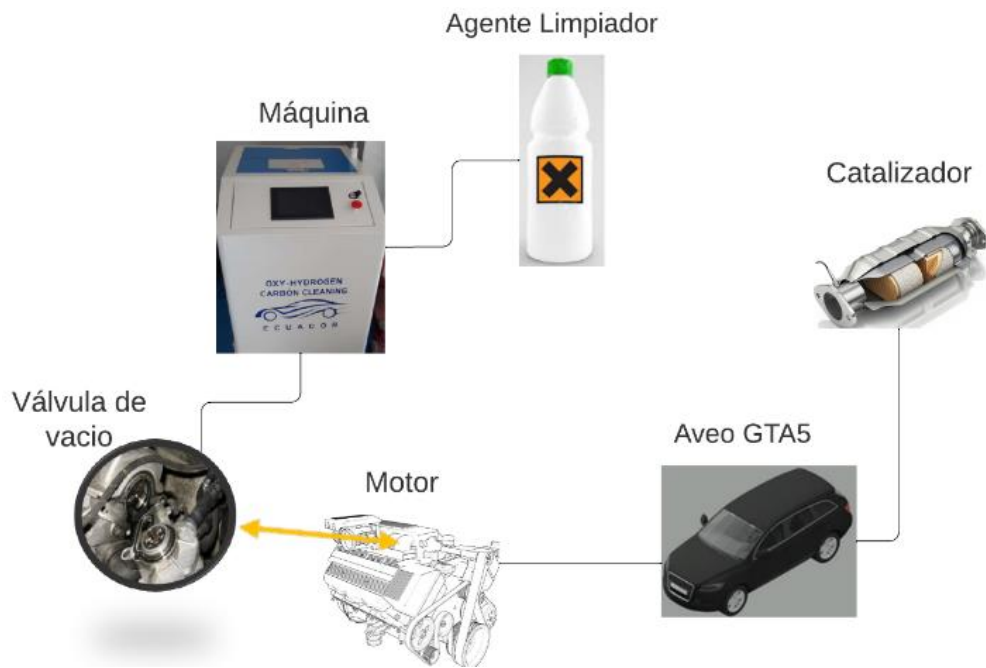 Agente Limpiador
Máquina
Catalizador
OXY-HYDROGEN
CARBON CLEANING
ECUADOR
Válvula de
vacio
Aveo GTA5
Motor